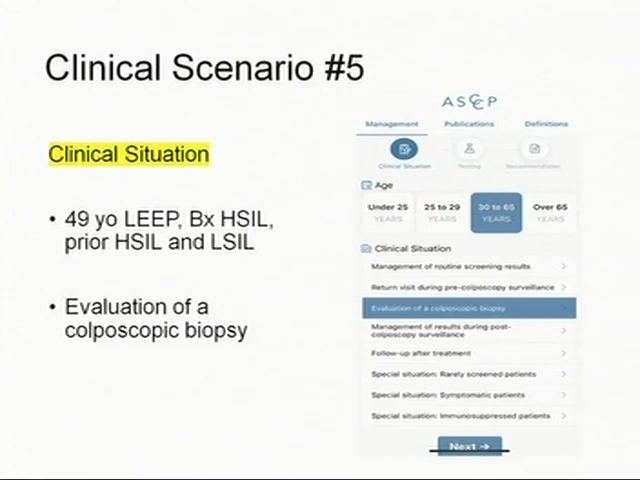 Clinical Scenario #5
Clinical Situation
• 49 yo LEEP, Bx HSIL,
prior HSIL and LSIL
• Evaluation of a
colposcopic biopsy
ASCCP
Management Publications Definitions
Clinical Situation Testing Recommendations
Age
Under 25 25 to 29 30 to 65 Over 65
YEARS YEARS YEARS YEARS
Clinical Situation
Management of routine screening results
Return visit during pre-colposcopy surveillance
Evaluation of a colposcopic biopsy
Management of results during post-
colposcopy surveillance
Follow-up after treatment
Special situation: Rarely screened patients
Special situation: Symptomatic patients
Special situation: Immunosuppressed patients
Next →